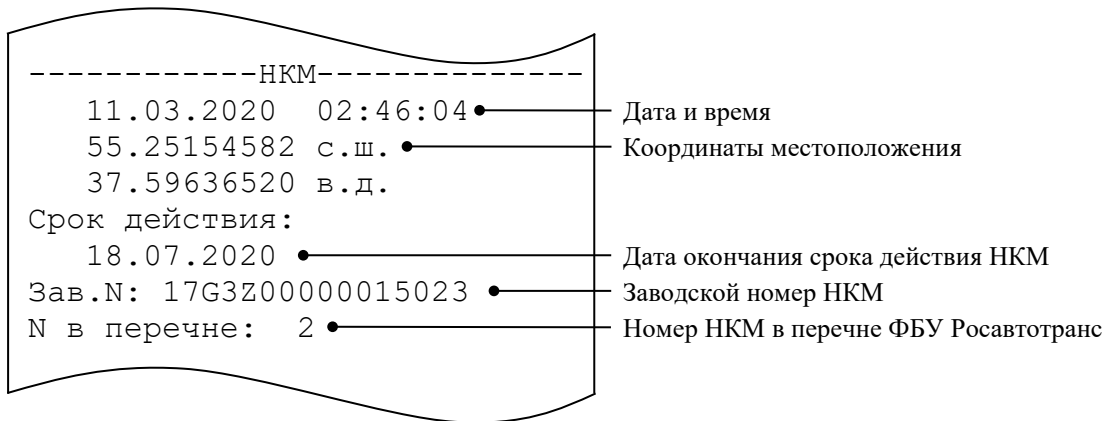 ------------НКМ--------------
11.03.2020 02:46:04 Дата и время
55.25154582 с.ш. Координаты местоположения
37.59636520 в.д.
Срок действия:
18.07.2020 Дата окончания срока действия НКМ
Зав.N: 17G3Z00000015023 Заводской номер НКМ
N в перечне: 2 Номер НКМ в перечне ФБУ Росавтотранс